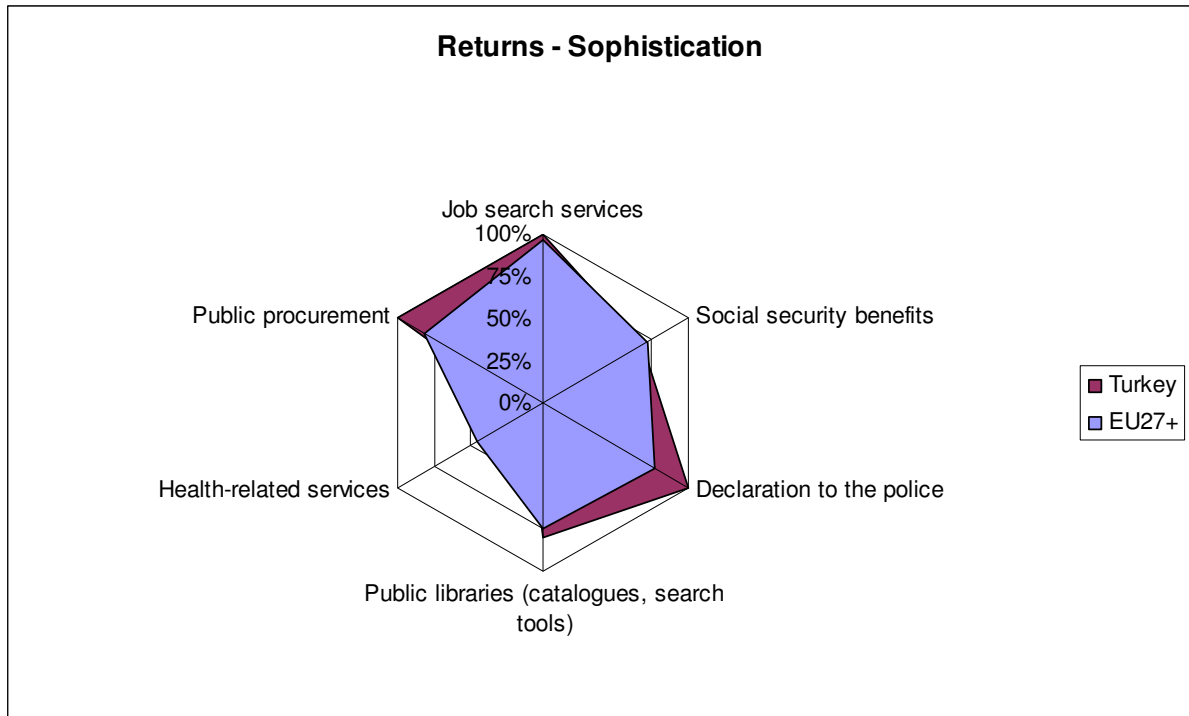 Returns - Sophistication
Job search services
100%
75%
50%
25%
0%
Public procurement
Social security benefits
Health-related services
Declaration to the police
Public libraries (catalogues, search
tools)
Turkey
EU27+